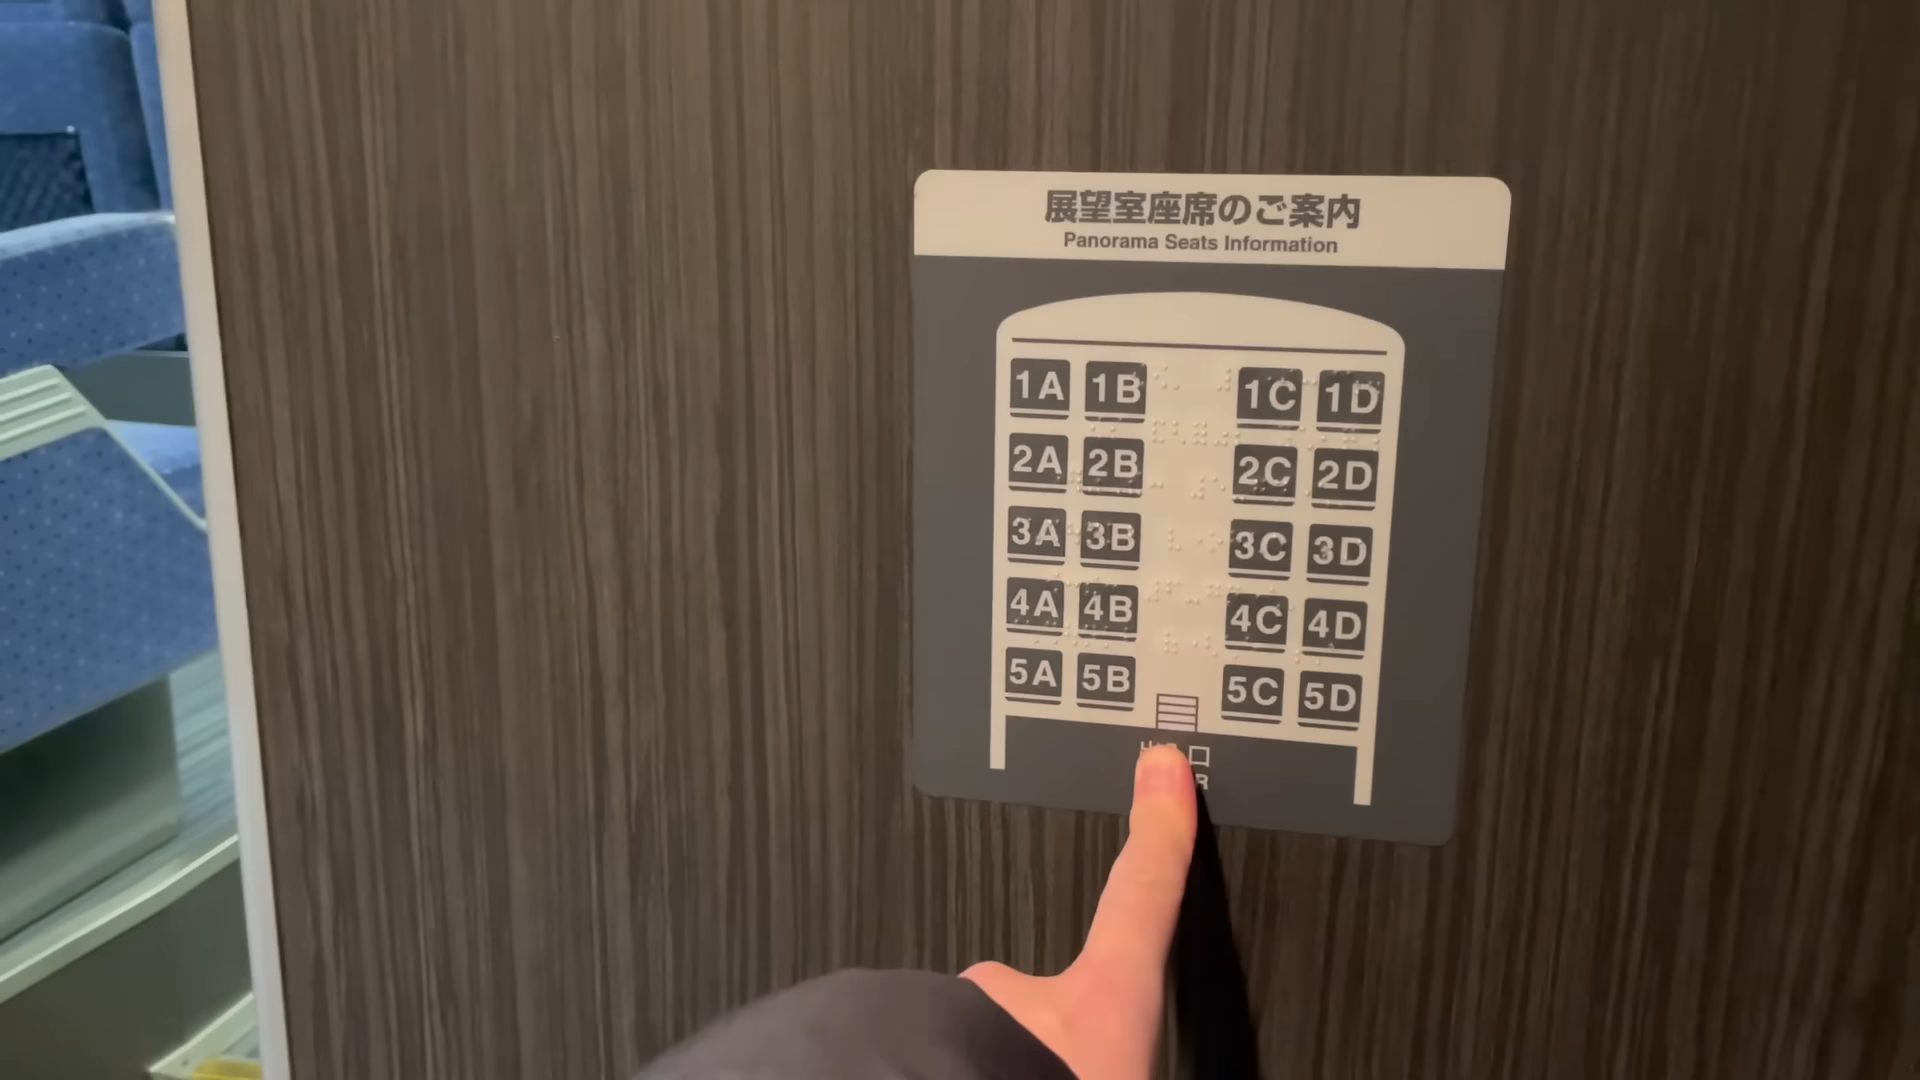 展望室座席のご案内
Panorama Seats Information
1A 1B 1C 1D
2A 2B 2C 2D
3A 3B 3C 3D
4A 4B 4C 4D
5A 5B 5C 5D
口